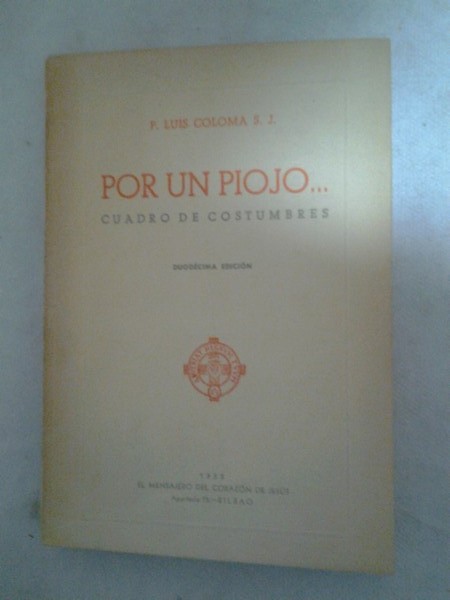 P. LUIS COLOMA S. J.
POR UN PIOJO...
CUADRO DE COSTUMBRES
DUODÉCIMA EDICIÓN
EL MENSAJERO DEL CORAZÓN DE JESÚS
BILBAO